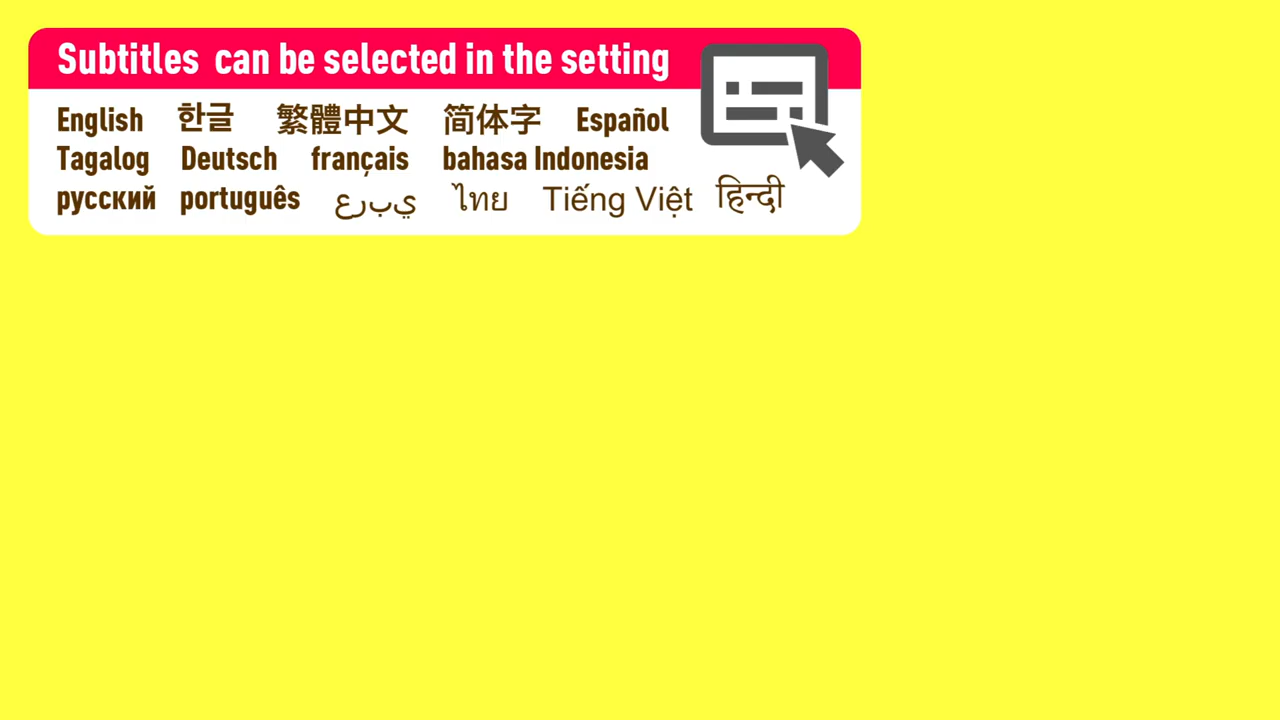 Subtitles can be selected in the setting
English 한글 繁體中文 简体字 Español
Tagalog Deutsch français bahasa Indonesia
русский português ي ب ر ع ไทย Tiếng Việt हिन्दी